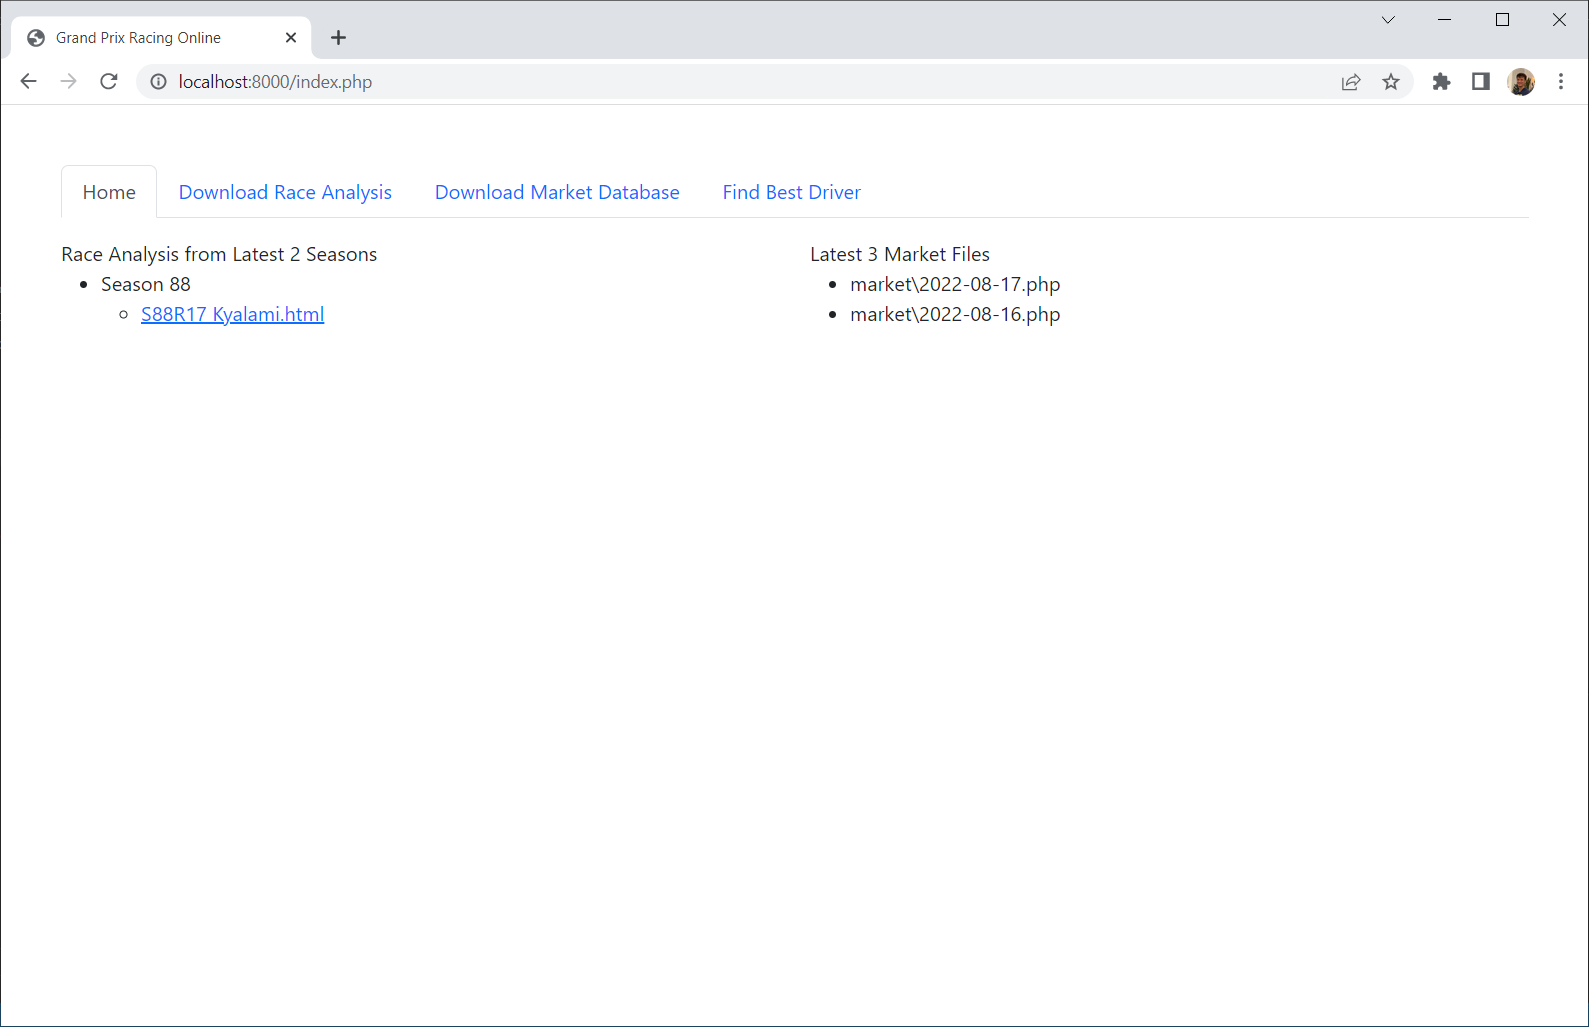 Grand Prix Racing Online
localhost:8000/index.php
Home Download Race Analysis Download Market Database Find Best Driver
Race Analysis from Latest 2 Seasons
Season 88
S88R17 Kyalami.html
Latest 3 Market Files
market\2022-08-17.php
market\2022-08-16.php